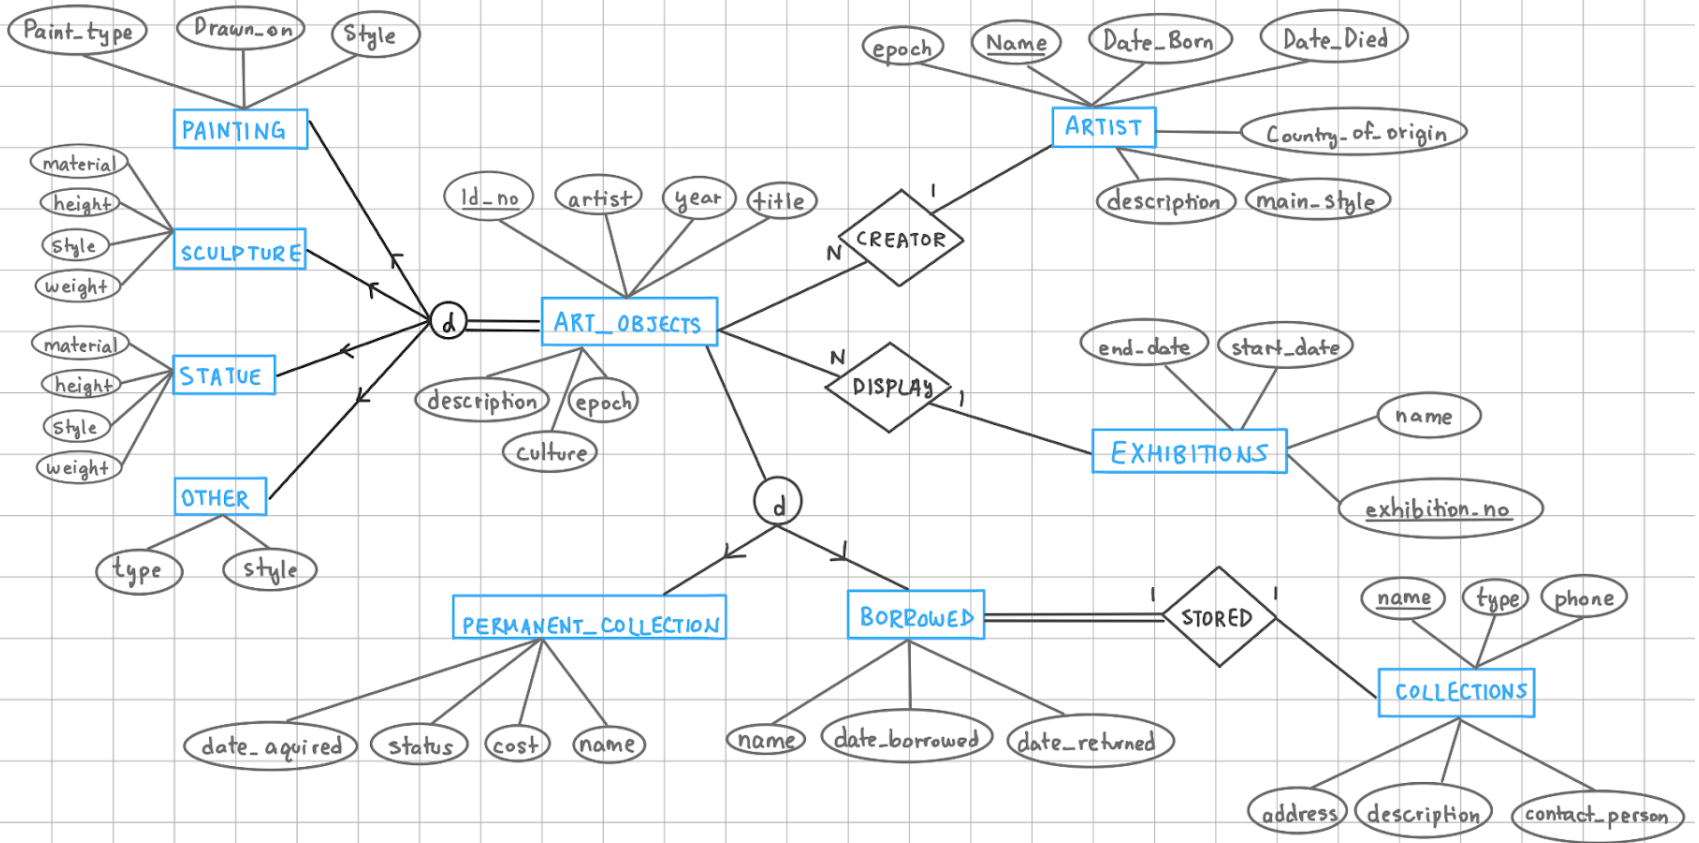 Paint_type
Drawn_on
Style
epoch
Name
Date_Born
Date_Died
PAINTING
ARTIST
Country_of_origin
material
height
Style
weight
SCULPTURE
Id_no
artist
year
title
description
main_style
1
N
CREATOR
d
ART_OBJECTS
material
height
Style
weight
STATUE
description
culture
epoch
N
DISPLAY
1
end_date
start_date
name
EXHIBITIONS
exhibition_no
OTHER
type
style
d
PERMANENT_COLLECTION
date_aquired
status
cost
name
BORROWED
name
date_borrowed
date_returned
1
STORED
1
name
type
phone
COLLECTIONS
address
description
contact_person